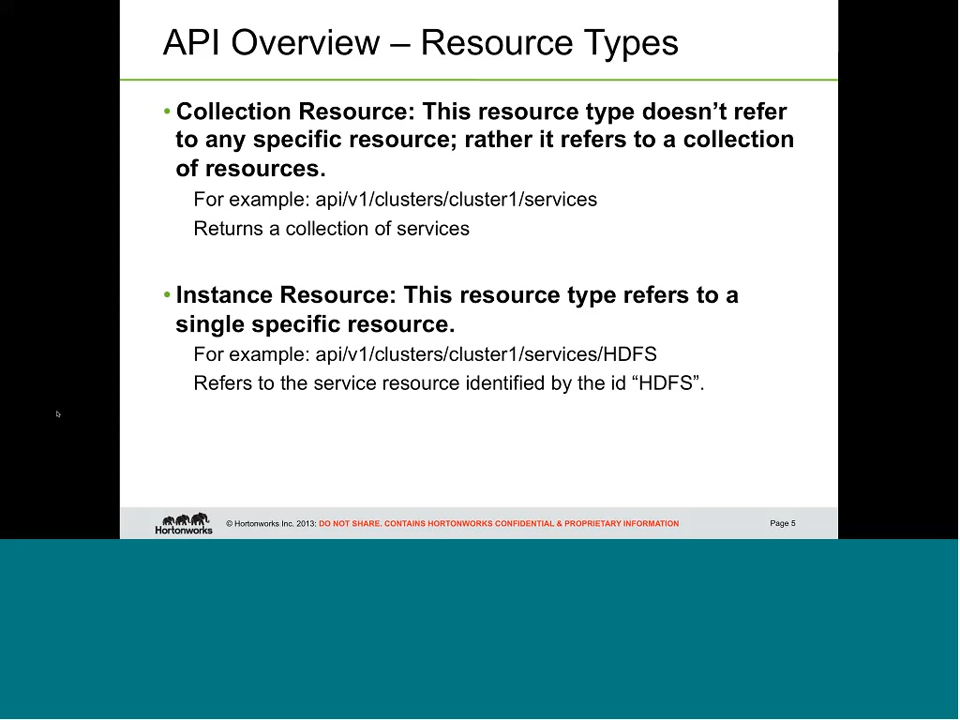 API Overview – Resource Types
• Collection Resource: This resource type doesn’t refer
to any specific resource; rather it refers to a collection
of resources.
For example: api/v1/clusters/cluster1/services
Returns a collection of services
• Instance Resource: This resource type refers to a
single specific resource.
For example: api/v1/clusters/cluster1/services/HDFS
Refers to the service resource identified by the id “HDFS”.
Hortonworks
© Hortonworks Inc. 2013: DO NOT SHARE. CONTAINS HORTONWORKS CONFIDENTIAL & PROPRIETARY INFORMATION
Page 5